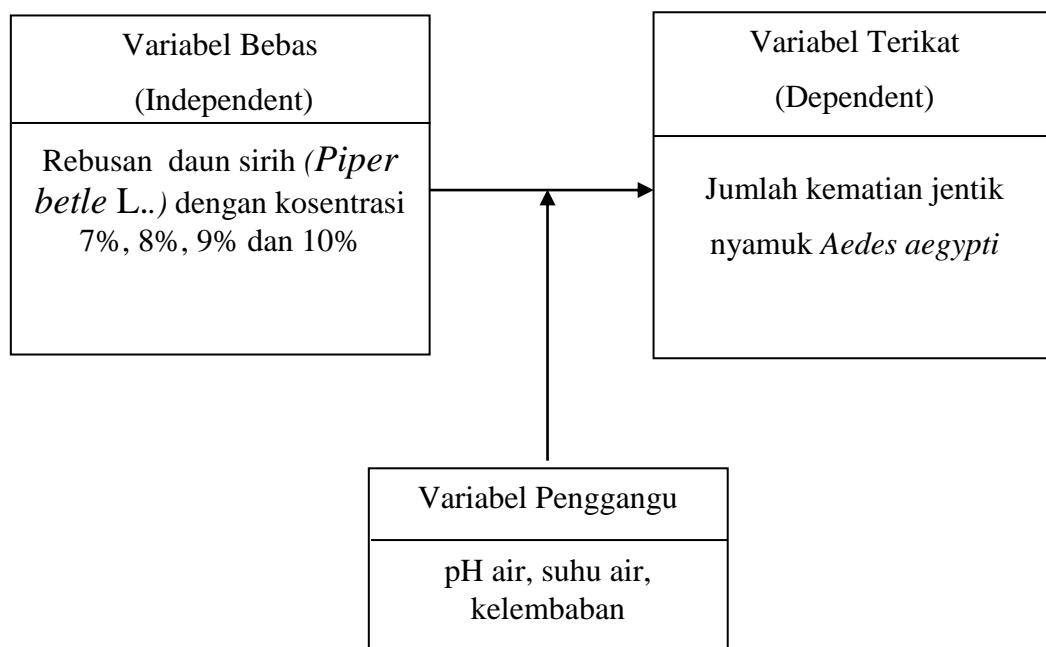 Variabel Bebas
(Independent)
Rebusan daun sirih (Piper
betle L..) dengan kosentrasi
7%, 8%, 9% dan 10%
Variabel Terikat
(Dependent)
Jumlah kematian jentik
nyamuk Aedes aegypti
Variabel Penggangu
pH air, suhu air,
kelembaban